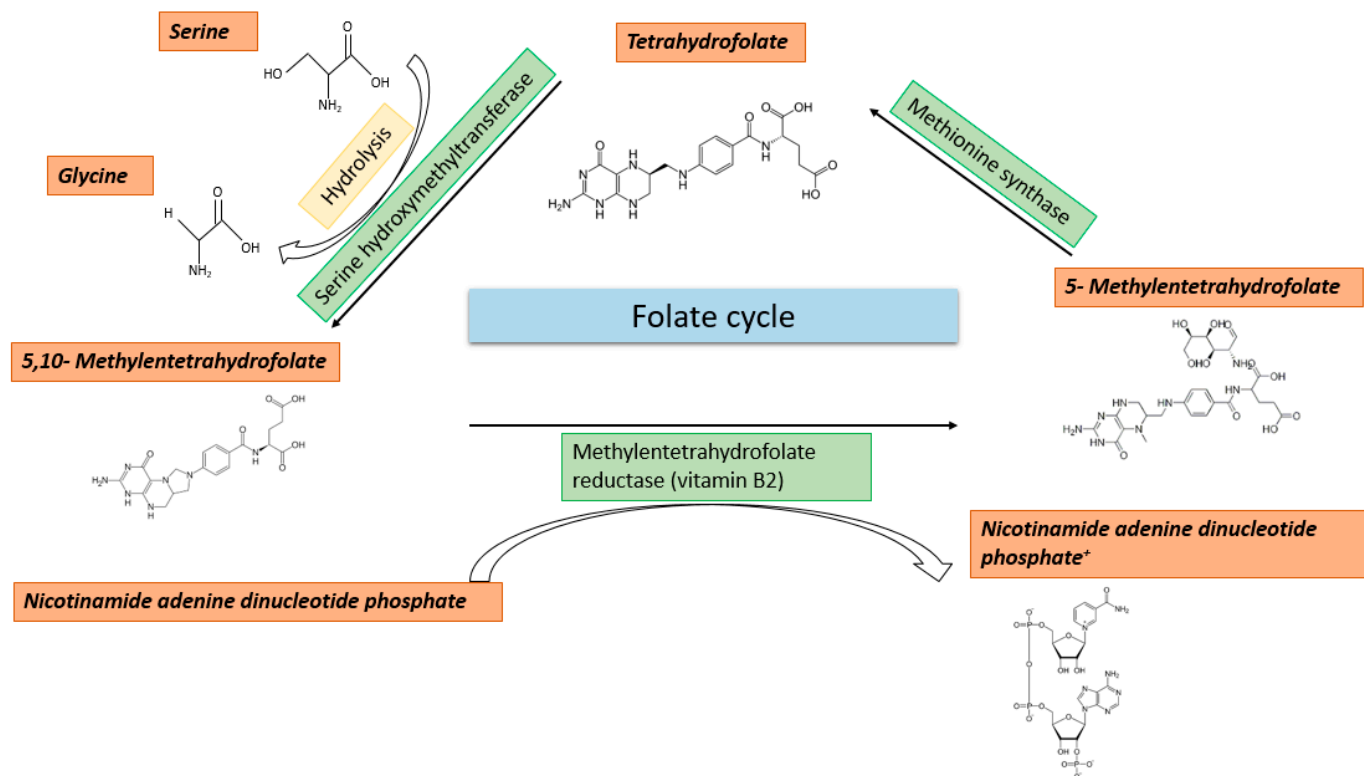 Serine
Tetrahydrofolate
Hydrolysis
Serine hydroxymethyltransferase
Methionine synthase
Glycine
Folate cycle
5- Methylentetrahydrofolate
5,10- Methylentetrahydrofolate
Methylentetrahydrofolate
reductase (vitamin B2)
Nicotinamide adenine dinucleotide phosphate
Nicotinamide adenine dinucleotide
phosphate⁺